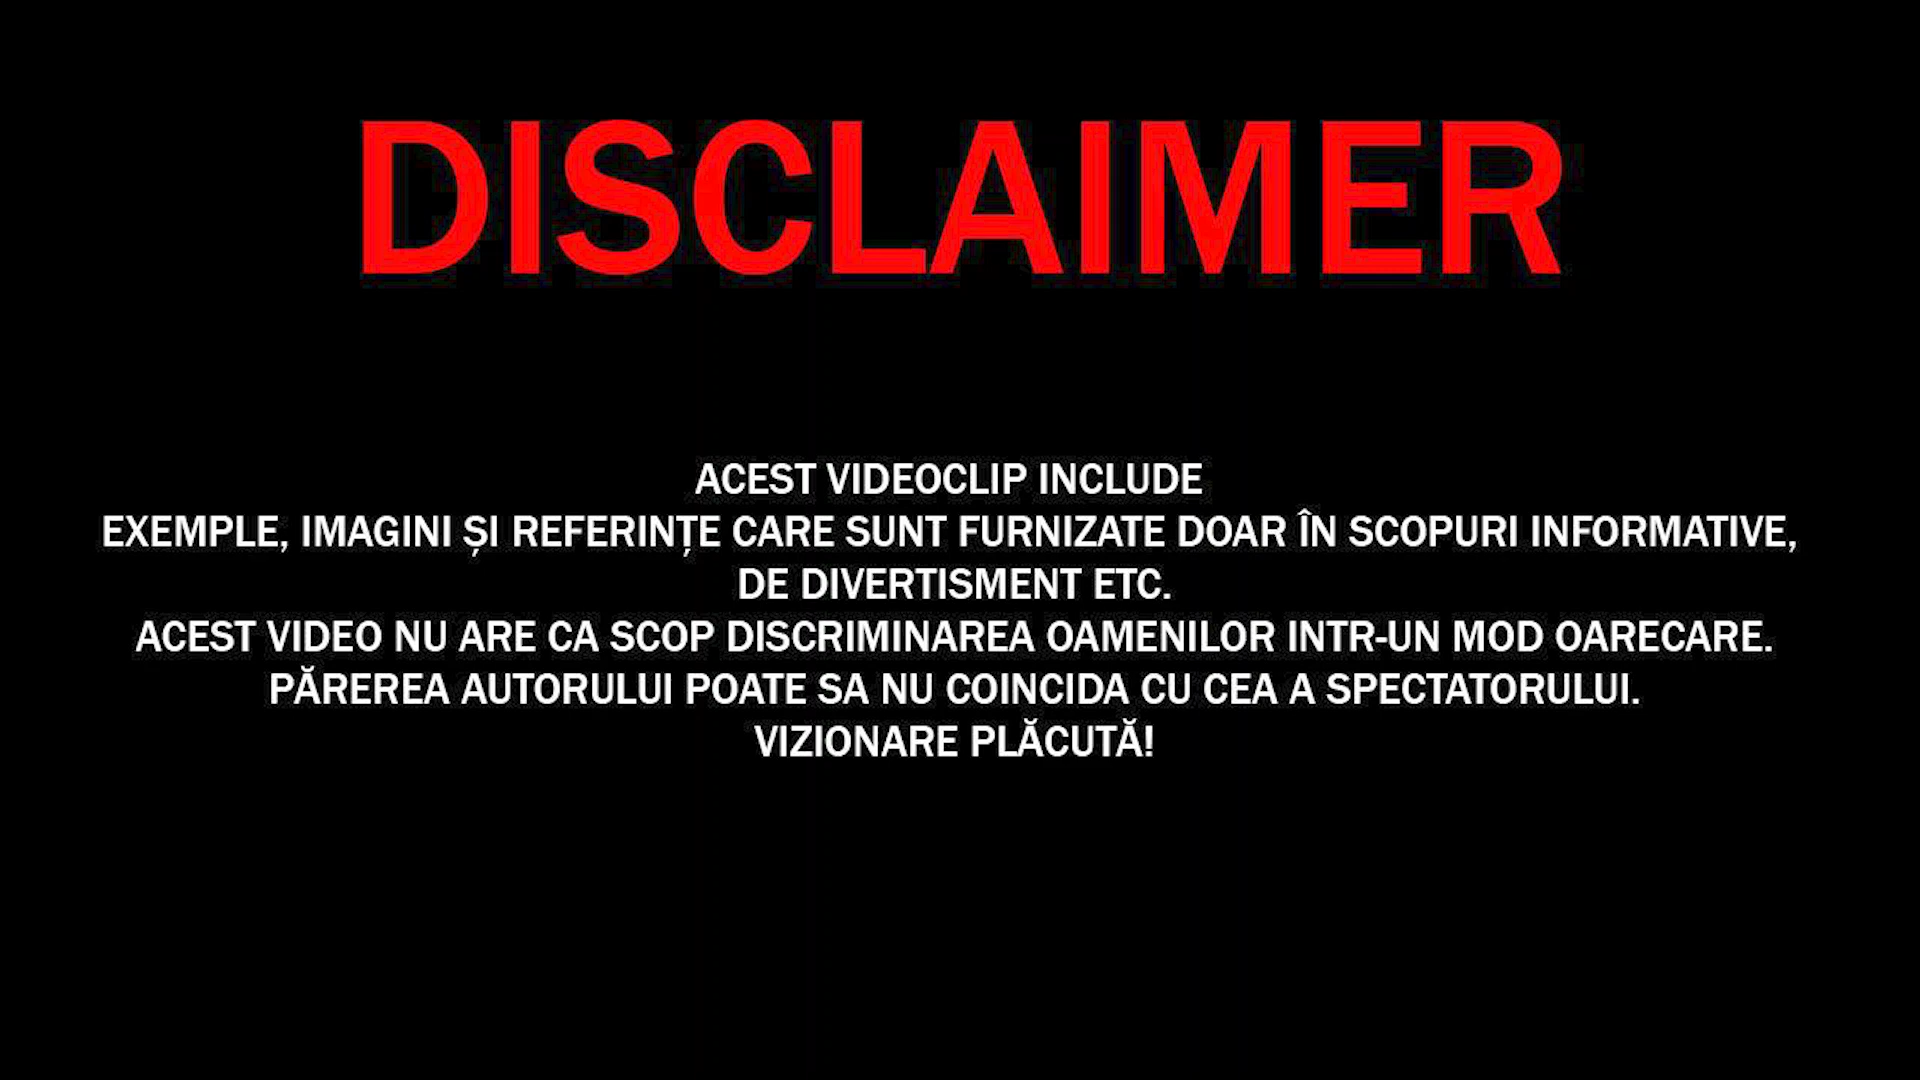 DISCLAIMER
ACEST VIDEOCLIP INCLUDE
EXEMPLE, IMAGINI ȘI REFERINȚE CARE SUNT FURNIZATE DOAR ÎN SCOPURI INFORMATIVE,
DE DIVERTISMENT ETC.
ACEST VIDEO NU ARE CA SCOP DISCRIMINAREA OAMENILOR INTR-UN MOD OARECARE.
PĂREREA AUTORULUI POATE SA NU COINCIDA CU CEA A SPECTATORULUI.
VIZIONARE PLĂCUTĂ!